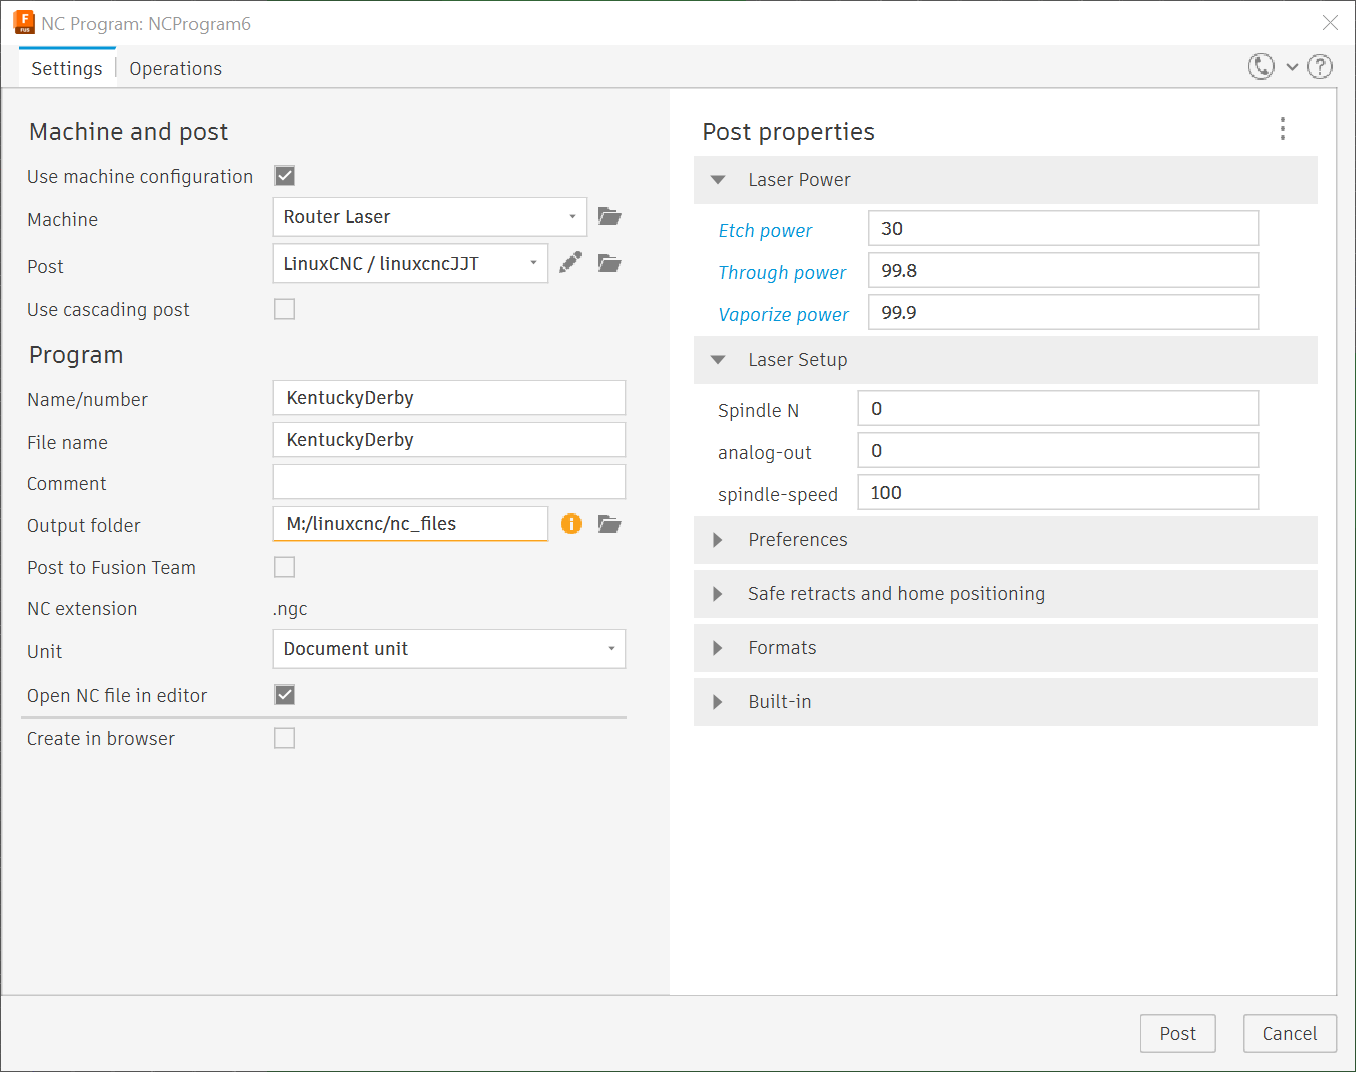 NC Program: NCProgram6
Settings
Operations
Machine and post
Use machine configuration
Machine
Router Laser
Post
LinuxCNC / linuxcncJJT
Use cascading post
Program
Name/number
KentuckyDerby
File name
KentuckyDerby
Comment
Output folder
M:/linuxcnc/nc_files
Post to Fusion Team
NC extension
.ngc
Unit
Document unit
Open NC file in editor
Create in browser
Post properties
Laser Power
Etch power
30
Through power
99.8
Vaporize power
99.9
Laser Setup
Spindle N
0
analog-out
0
spindle-speed
100
Preferences
Safe retracts and home positioning
Formats
Built-in
Post
Cancel